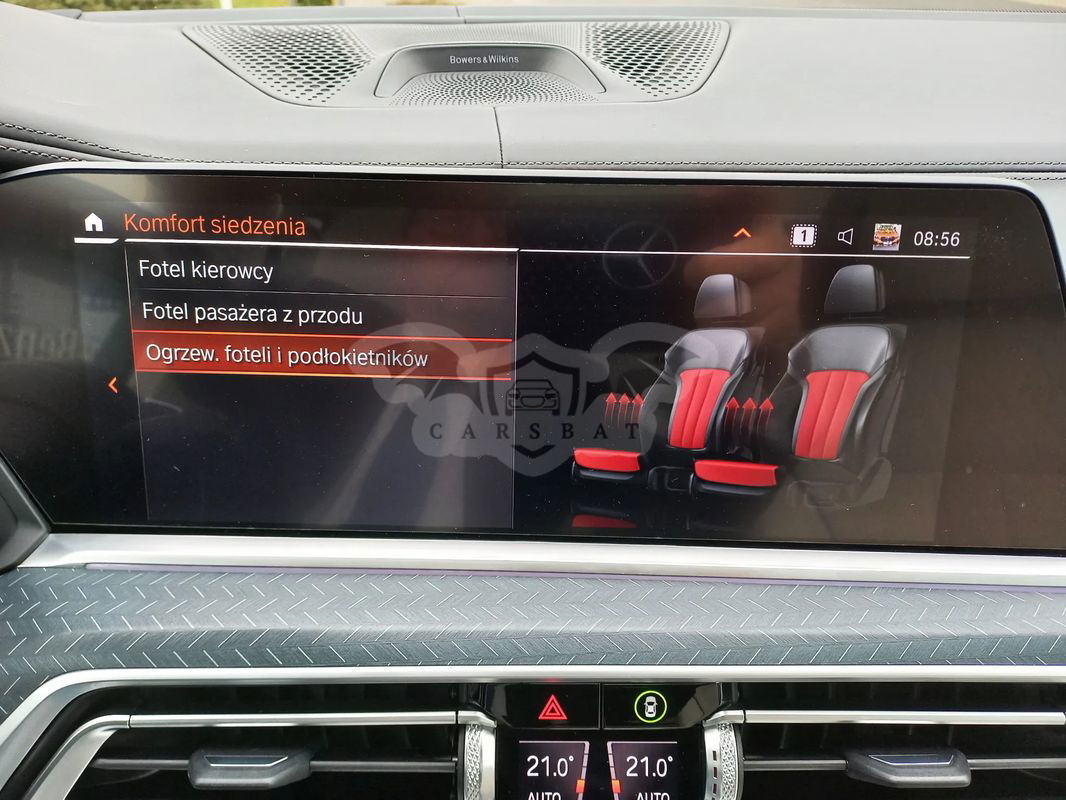 Bowers & Wilkins
Komfort siedzenia
1
08:56
Fotel kierowcy
Fotel pasażera z przodu
Ogrzew. foteli i podłokietników
CARSBAT
21.0°
21.0°
AUTO
AUTO